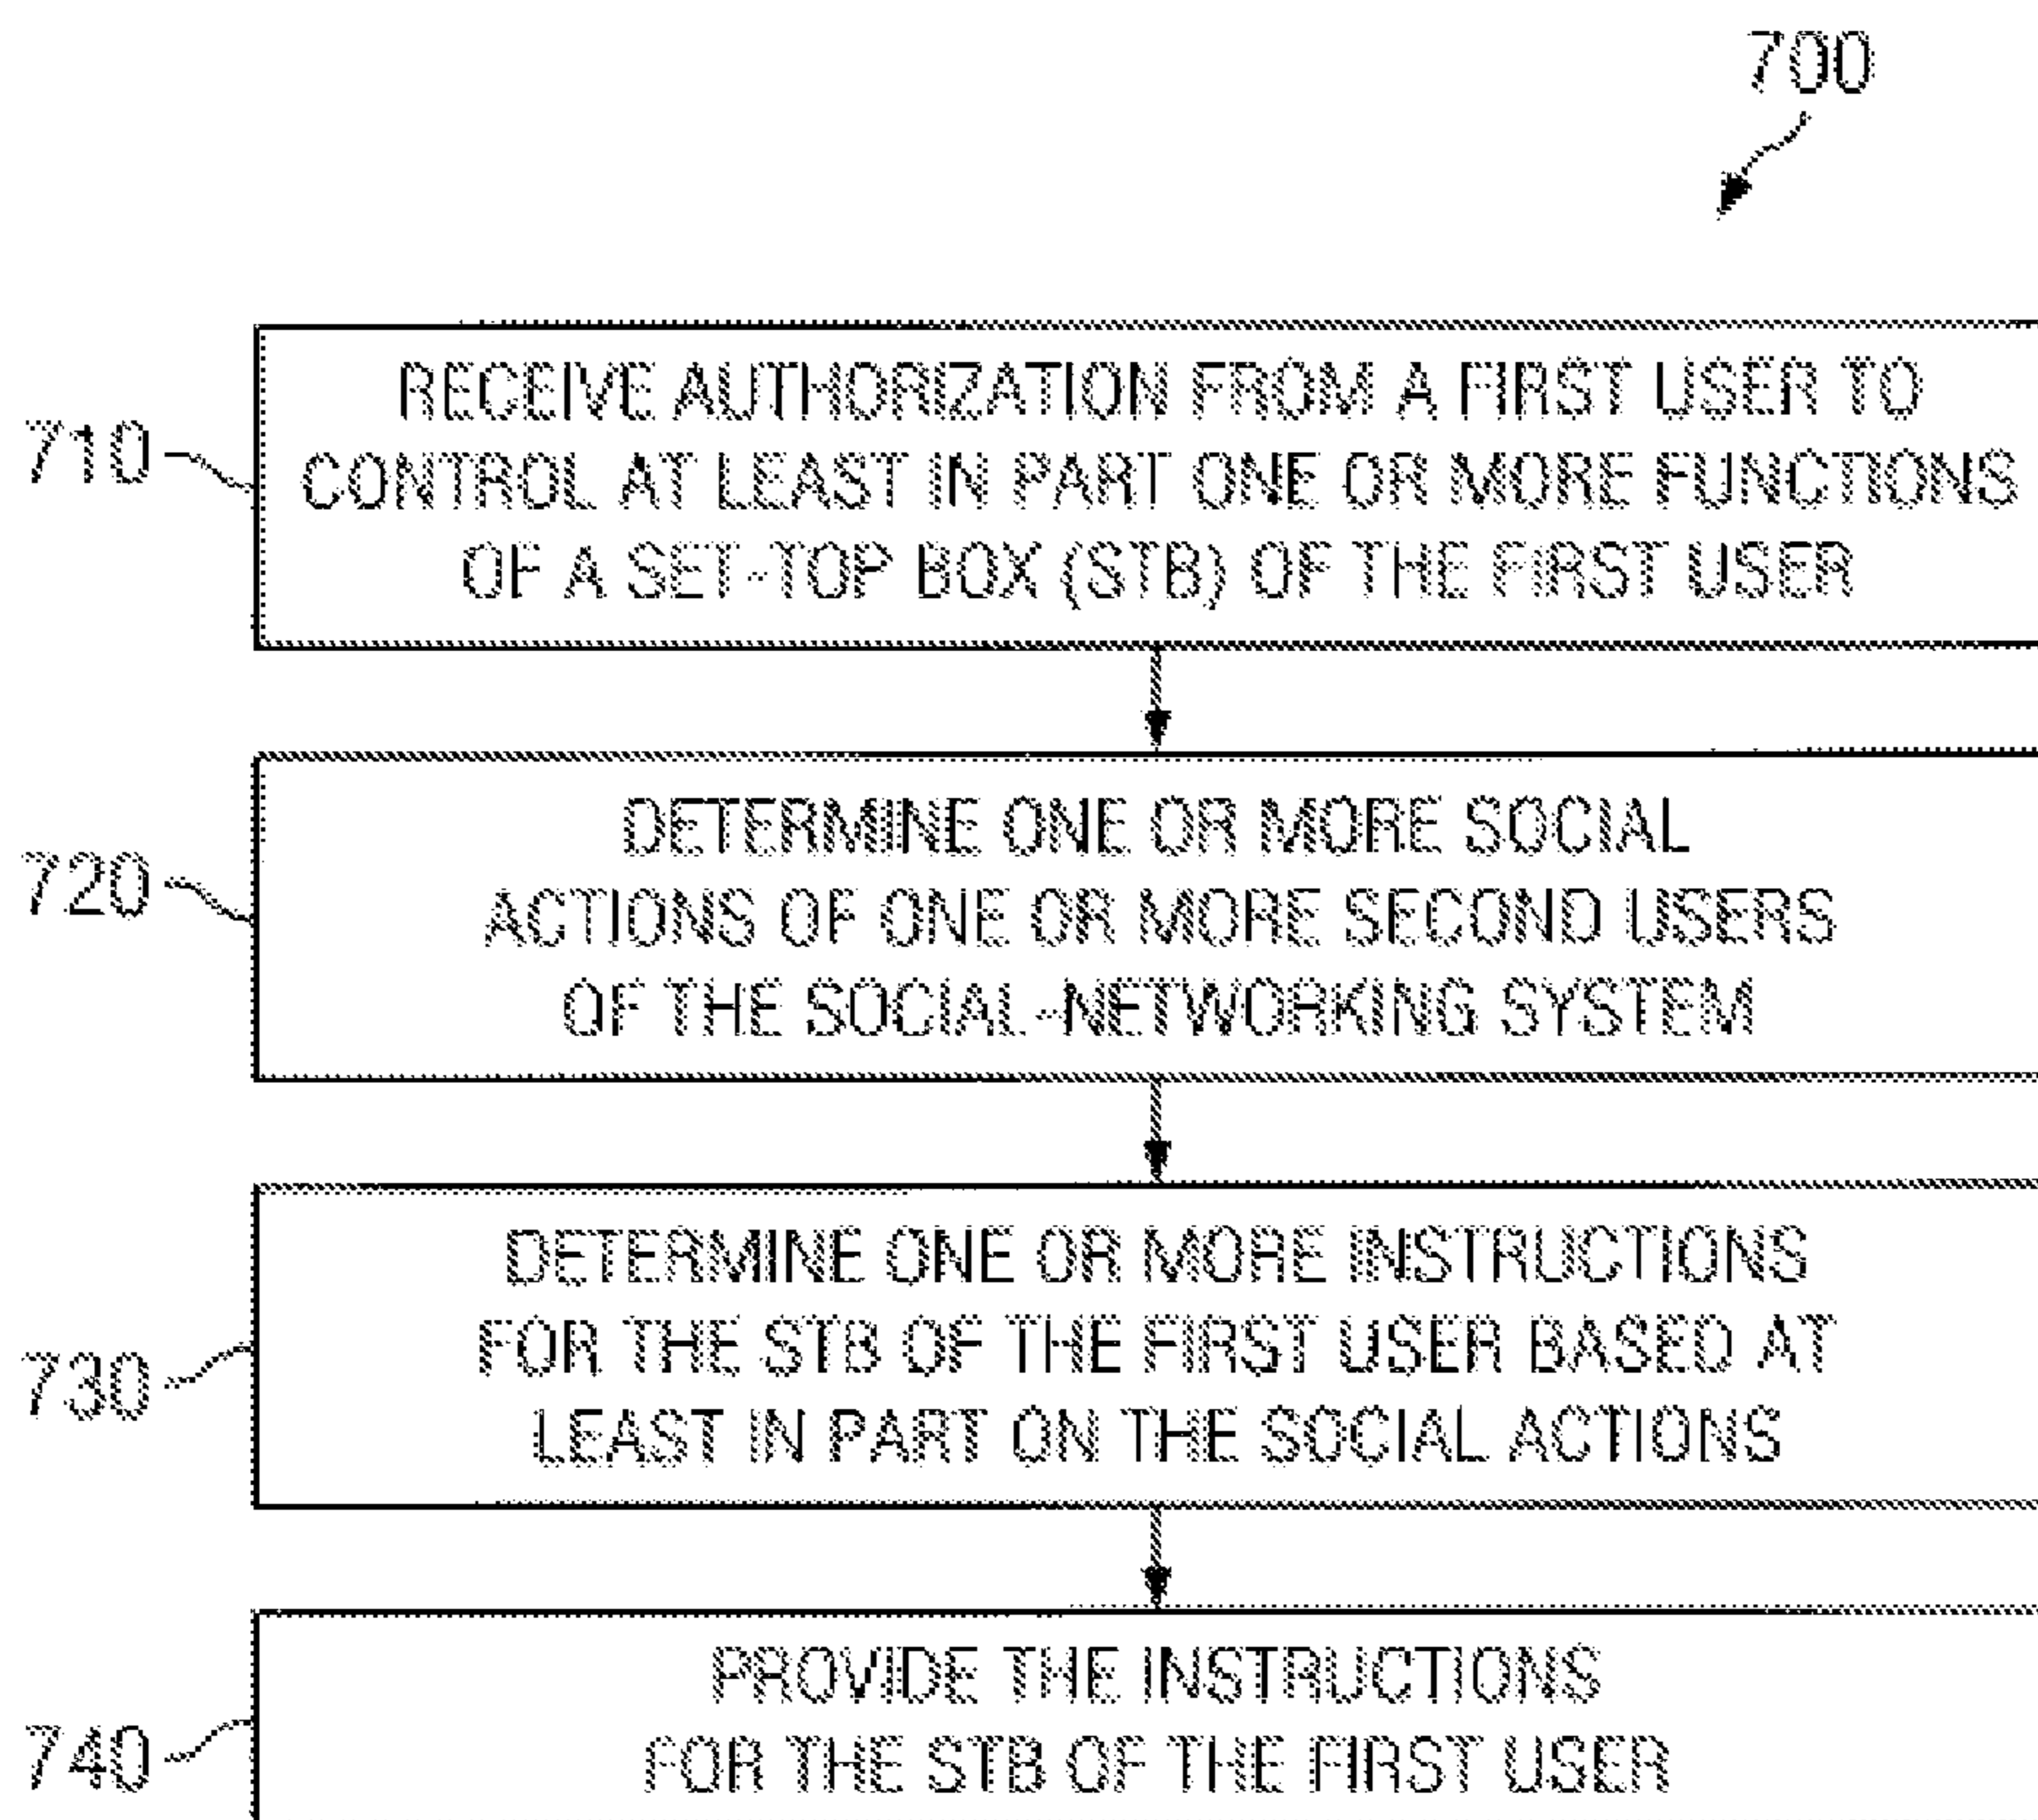 700
710
RECEIVE AUTHORIZATION FROM A FIRST USER TO
CONTROL AT LEAST IN PART ONE OR MORE FUNCTIONS
OF A SET-TOP BOX (STB) OF THE FIRST USER
720
DETERMINE ONE OR MORE SOCIAL
ACTIONS OF ONE OR MORE SECOND USERS
OF THE SOCIAL-NETWORKING SYSTEM
730
DETERMINE ONE OR MORE INSTRUCTIONS
FOR THE STB OF THE FIRST USER BASED AT
LEAST IN PART ON THE SOCIAL ACTIONS
740
PROVIDE THE INSTRUCTIONS
FOR THE STB OF THE FIRST USER